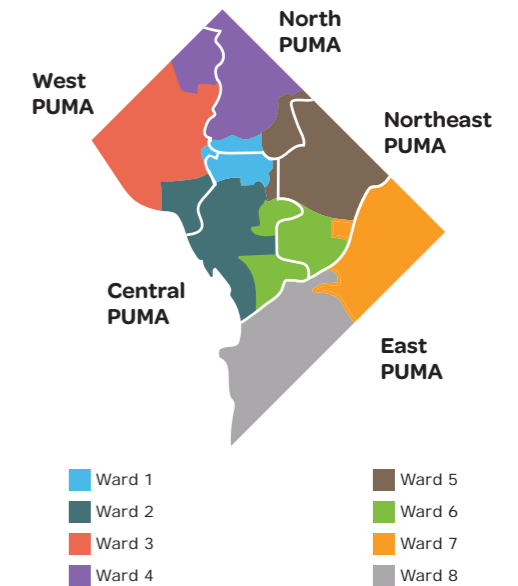 North
PUMA
West
PUMA
Northeast
PUMA
Central
PUMA
East
PUMA
Ward 1
Ward 2
Ward 3
Ward 4
Ward 5
Ward 6
Ward 7
Ward 8